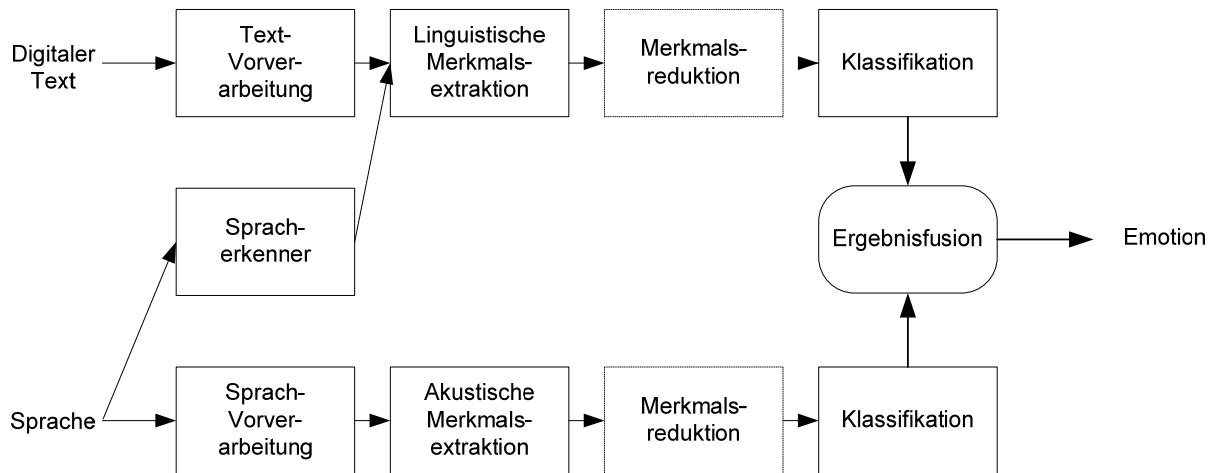 Digitaler
Text
Text-
Vorver-
arbeitung
Linguistische
Merkmals-
extraktion
Merkmals-
reduktion
Klassifikation
Sprach-
erkenner
Ergebnisfusion
Emotion
Sprache
Sprach-
Vorver-
arbeitung
Akustische
Merkmals-
extraktion
Merkmals-
reduktion
Klassifikation